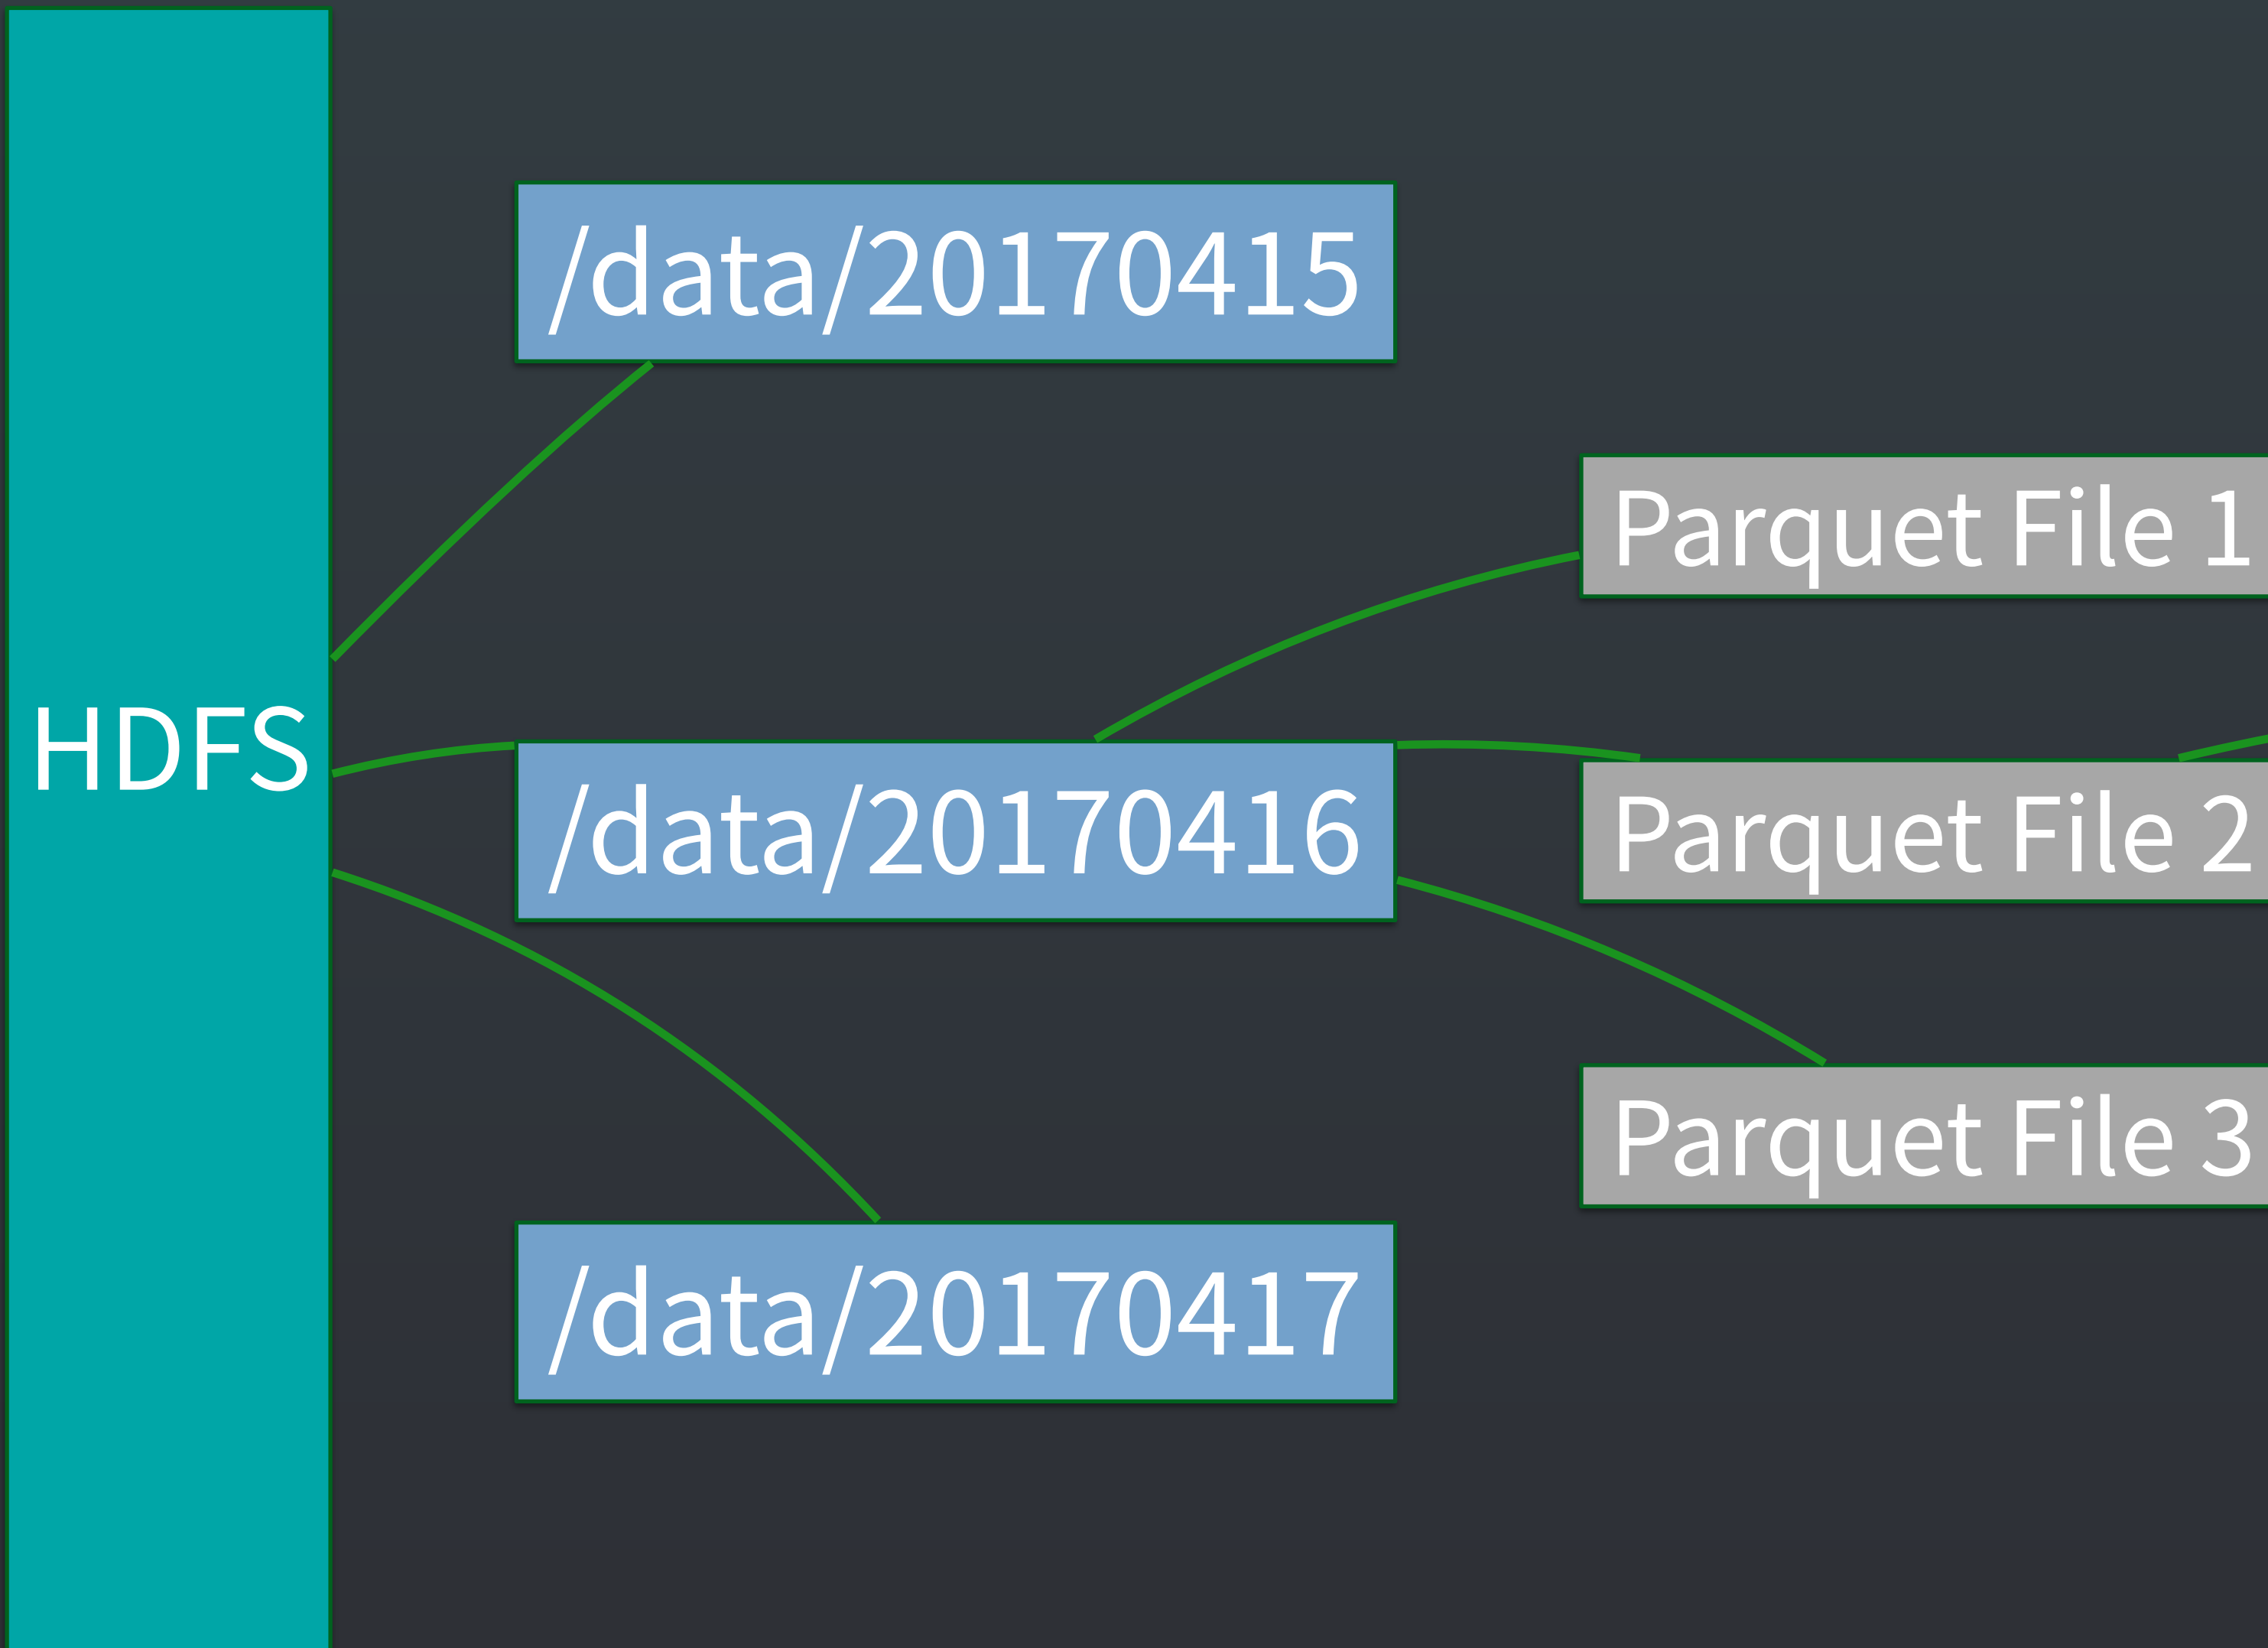 HDFS
/data/20170415
/data/20170416
/data/20170417
Parquet File 1
Parquet File 2
Parquet File 3